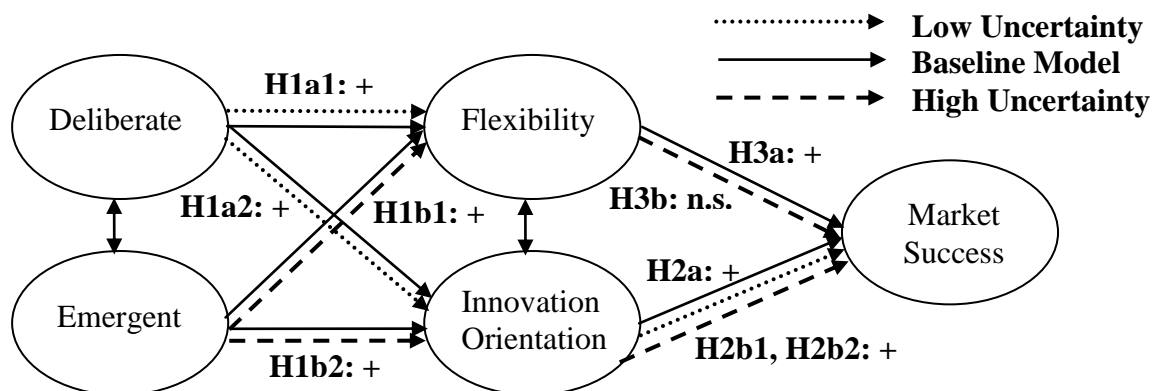 Low Uncertainty
Baseline Model
High Uncertainty
H1a1: +
Deliberate
Flexibility
H3a: +
H1a2: +
H1b1: +
H3b: n.s.
Market
Success
H2a: +
Emergent
Innovation
Orientation
H1b2: +
H2b1, H2b2: +